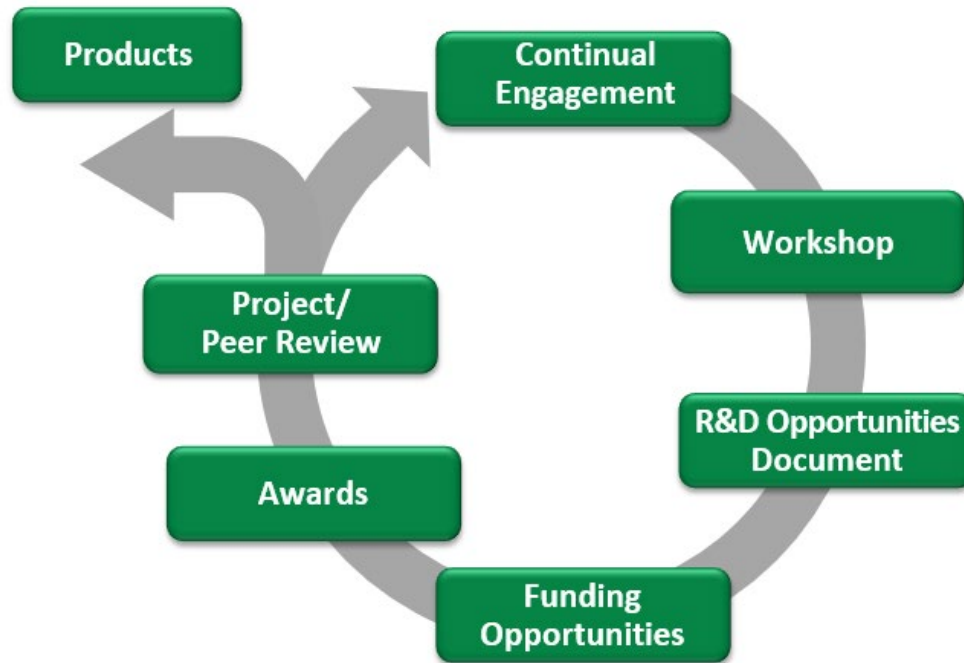 Products
Continual
Engagement
Workshop
Project/
Peer Review
R&D Opportunities
Document
Awards
Funding
Opportunities